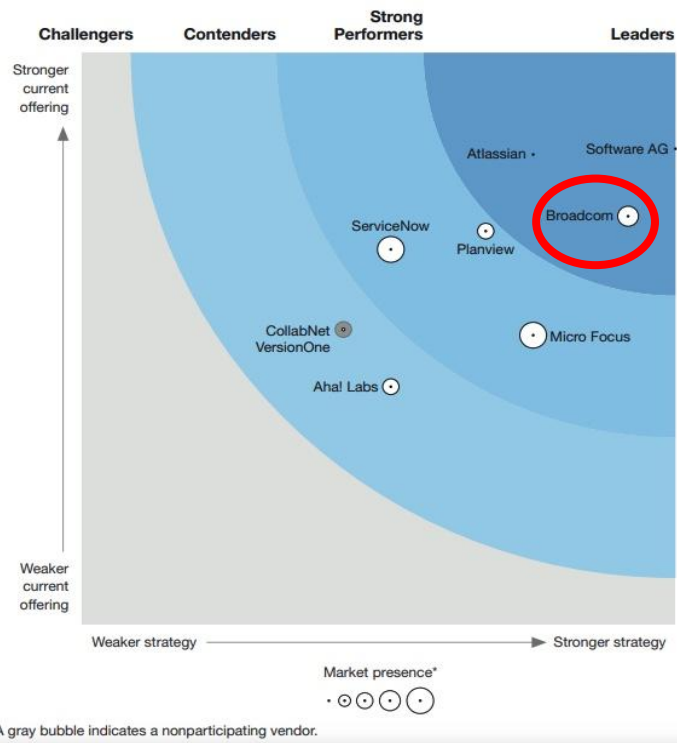 Strong
Challengers Contenders Performers Leaders
Stronger
current
offering
Atlassian
Software AG
Broadcom
ServiceNow
Planview
CollabNet
VersionOne
Micro Focus
Aha! Labs
Weaker
current
offering
Weaker strategy Stronger strategy
Market presence*
A gray bubble indicates a nonparticipating vendor.